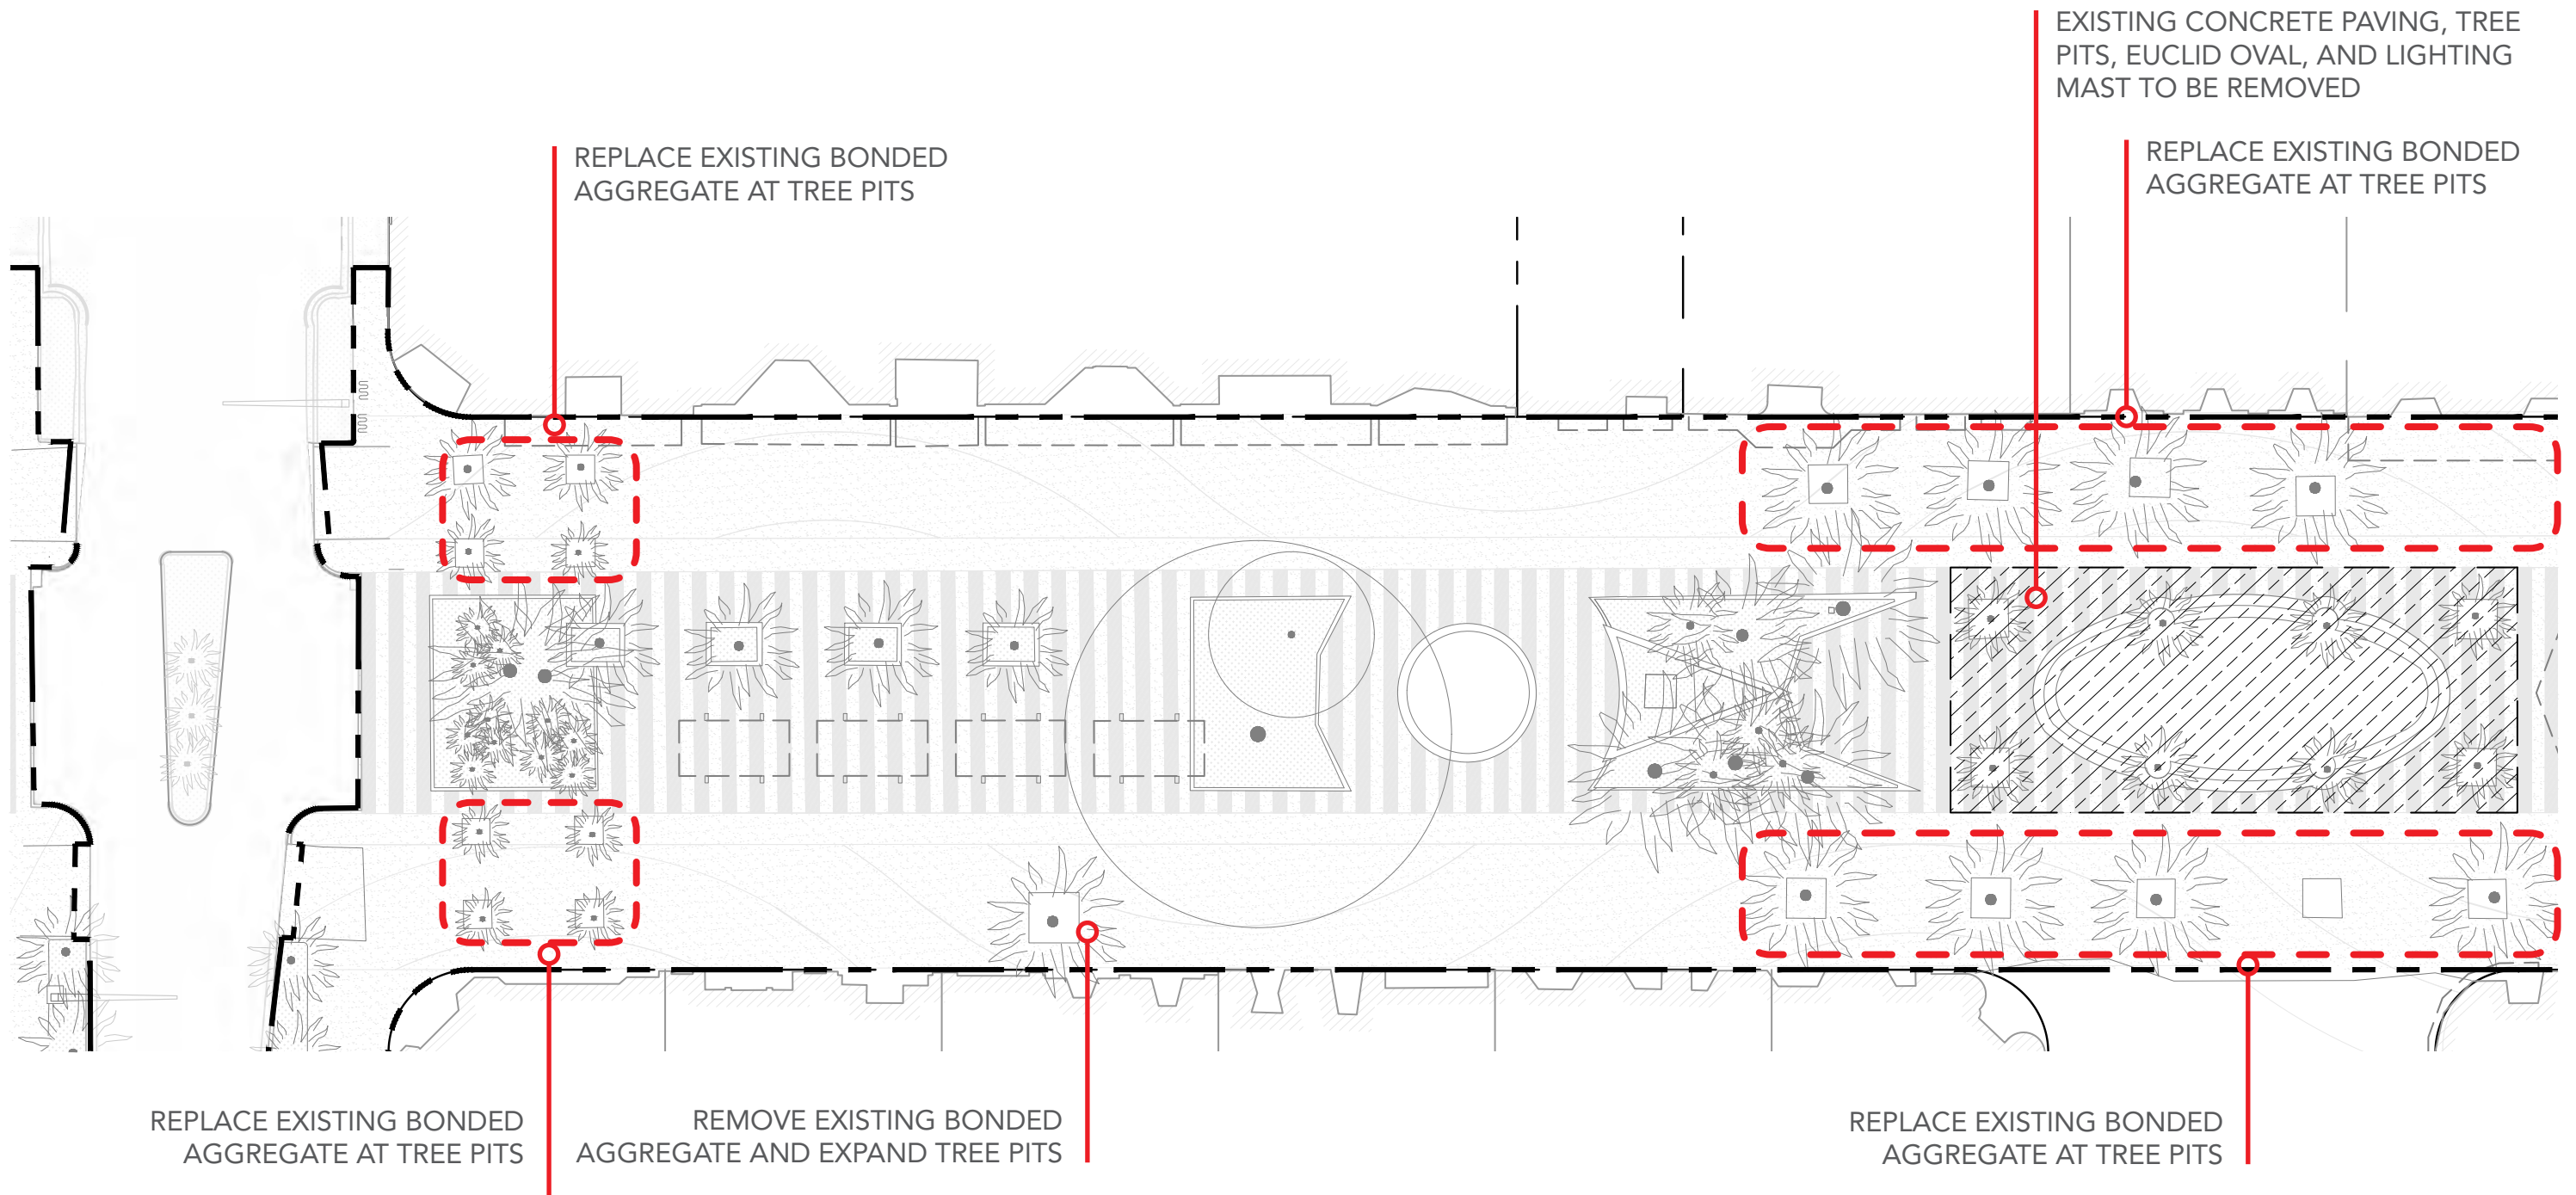 EXISTING CONCRETE PAVING, TREE
PITS, EUCLID OVAL, AND LIGHTING
MAST TO BE REMOVED
REPLACE EXISTING BONDED
AGGREGATE AT TREE PITS
REPLACE EXISTING BONDED
AGGREGATE AT TREE PITS
REPLACE EXISTING BONDED
AGGREGATE AT TREE PITS
REMOVE EXISTING BONDED
AGGREGATE AND EXPAND TREE PITS
REPLACE EXISTING BONDED
AGGREGATE AT TREE PITS